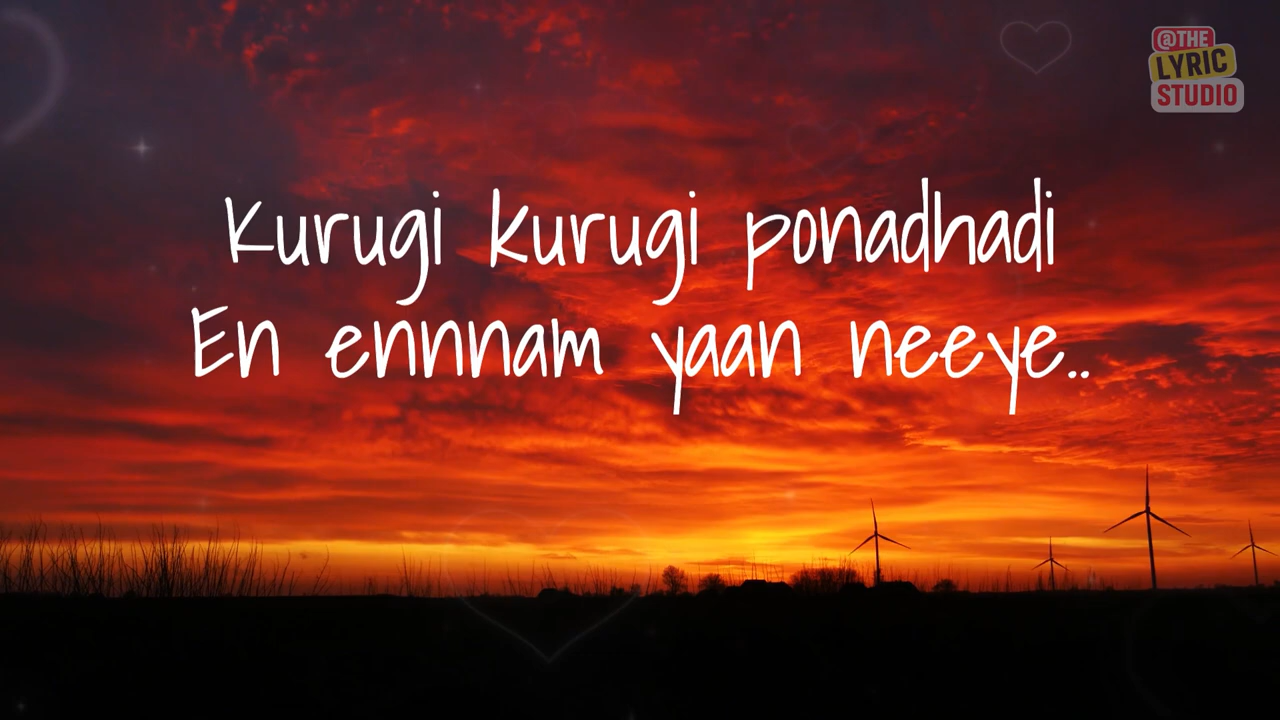 @THE
LYRIC
STUDIO
Kurugi kurugi ponadhadi
En ennnam yaan neeye..